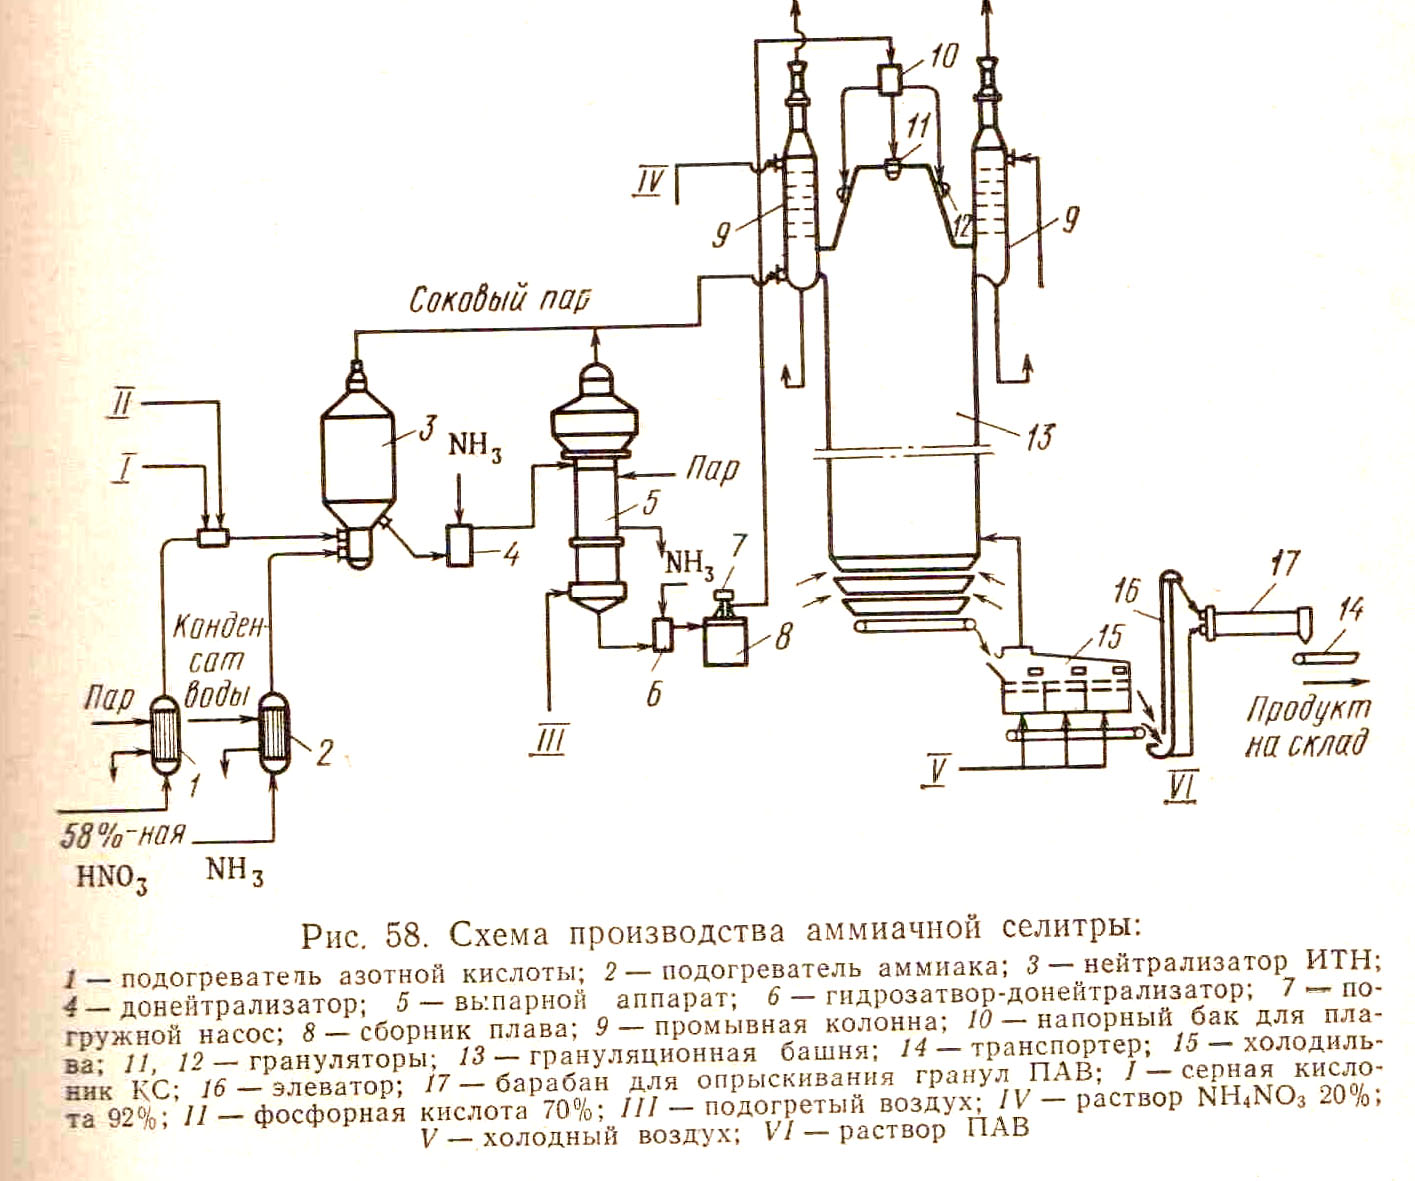 10
11
IV
9
12
9
Соковый пар
II
3
NH3
13
I
Пар
5
4
NH3
7
17
16
14
Конден-
сат
воды
8
15
6
Пар
Продукт
на склад
III
2
1
V
VI
58%-ная
HNO3
NH3
Рис. 58. Схема производства аммиачной селитры:
1 — подогреватель азотной кислоты; 2 — подогреватель аммиака; 3 — нейтрализатор ИТН;
4 — донейтрализатор; 5 — выпарной аппарат; 6 — гидрозатвор-донейтрализатор; 7 — по-
гружной насос; 8 — сборник плава; 9 — промывная колонна; 10 — напорный бак для пла-
ва; 11, 12 — грануляторы; 13 — грануляционная башня; 14 — транспортер; 15 — холодиль-
ник КС; 16 — элеватор; 17 — барабан для опрыскивания гранул ПАВ; I — серная кисло-
та 92%; II — фосфорная кислота 70%; III — подогретый воздух; IV — раствор NH4NO3 20%;
V — холодный воздух; VI — раствор ПАВ